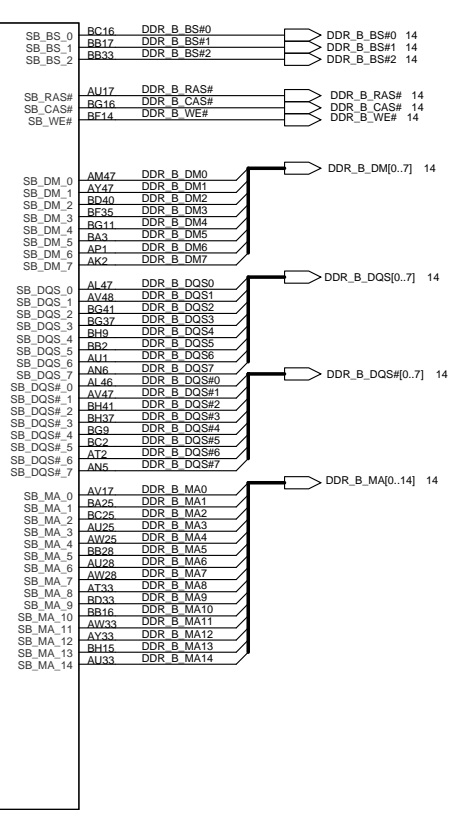 SB_BS_0 BC16 DDR_B_BS#0 DDR_B_BS#0 14
SB_BS_1 BB17 DDR_B_BS#1 DDR_B_BS#1 14
SB_BS_2 BB33 DDR_B_BS#2 DDR_B_BS#2 14
SB_RAS# AU17 DDR_B_RAS# DDR_B_RAS# 14
SB_CAS# BG16 DDR_B_CAS# DDR_B_CAS# 14
SB_WE# BF14 DDR_B_WE# DDR_B_WE# 14
SB_DM_0 AM47 DDR_B_DM0 DDR_B_DM[0..7] 14
SB_DM_1 AY47 DDR_B_DM1
SB_DM_2 BD40 DDR_B_DM2
SB_DM_3 BF35 DDR_B_DM3
SB_DM_4 BG11 DDR_B_DM4
SB_DM_5 BA3 DDR_B_DM5
SB_DM_6 AP1 DDR_B_DM6
SB_DM_7 AK2 DDR_B_DM7
SB_DQS_0 AL47 DDR_B_DQS0 DDR_B_DQS[0..7] 14
SB_DQS_1 AV48 DDR_B_DQS1
SB_DQS_2 BG41 DDR_B_DQS2
SB_DQS_3 BG37 DDR_B_DQS3
SB_DQS_4 BH9 DDR_B_DQS4
SB_DQS_5 BB2 DDR_B_DQS5
SB_DQS_6 AU1 DDR_B_DQS6
SB_DQS_7 AN6 DDR_B_DQS7
SB_DQS#_0 AL46 DDR_B_DQS#0 DDR_B_DQS#[0..7] 14
SB_DQS#_1 AV47 DDR_B_DQS#1
SB_DQS#_2 BH41 DDR_B_DQS#2
SB_DQS#_3 BH37 DDR_B_DQS#3
SB_DQS#_4 BG9 DDR_B_DQS#4
SB_DQS#_5 BC2 DDR_B_DQS#5
SB_DQS#_6 AT2 DDR_B_DQS#6
SB_DQS#_7 AN5 DDR_B_DQS#7
SB_MA_0 AV17 DDR_B_MA0 DDR_B_MA[0..14] 14
SB_MA_1 BA25 DDR_B_MA1
SB_MA_2 BC25 DDR_B_MA2
SB_MA_3 AU25 DDR_B_MA3
SB_MA_4 AW25 DDR_B_MA4
SB_MA_5 BB28 DDR_B_MA5
SB_MA_6 AU28 DDR_B_MA6
SB_MA_7 AW28 DDR_B_MA7
SB_MA_8 AT33 DDR_B_MA8
SB_MA_9 BD33 DDR_B_MA9
SB_MA_10 BB16 DDR_B_MA10
SB_MA_11 AW33 DDR_B_MA11
SB_MA_12 AY33 DDR_B_MA12
SB_MA_13 BH15 DDR_B_MA13
SB_MA_14 AU33 DDR_B_MA14